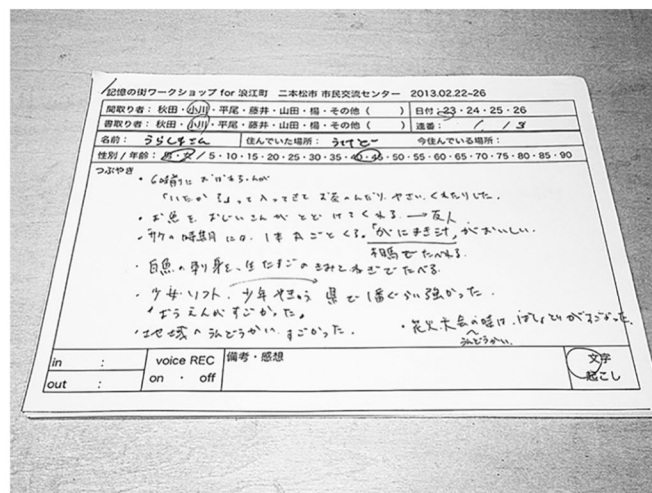 記憶の街ワークショップ for 浪江町 二本松市 市民交流センター 2013.02.22~26
聞取り者： 秋田・小川・平尾・藤井・山田・楊・その他（ ） 日付：23・24・25・26
書取り者： 秋田・小川・平尾・藤井・山田・楊・その他（ ） 連番： 1／3
名前： うらしまさん 住んでいた場所： うけど 今住んでいる場所：
性別 / 年齢： 男・女 / 5・10・15・20・25・30・35・40・45・50・55・60・65・70・75・80・85・90
つぶやき
・6時前におばあちゃんが
「いたかろ」って入ってきて お茶のんだり、やさい、くれたりした。
・お魚を おじいさんが とどけてくれる → 友人
の時期には 1本丸ごとくる。「がにまき汁」がおいしい。
相馬でたべれる
・白魚の刺身を、生たまごのきみとねぎでたべる
・少女ソフト、少年やきゅう 県で1番ぐらい強かった。
おうえんがすごかった。
・地域へうんどうかい すごかった。 ・花火大会の時は、ばしょとりがすごかった。
うんどうかい
in ： voice REC 備考・感想 文字
out ： on ・ off 起こし